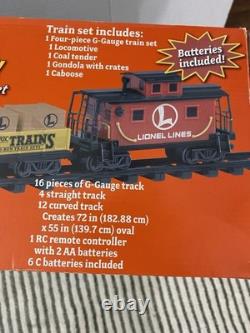 Train set includes:
1 Four-piece G-Gauge train set
1 Locomotive
1 Coal tender
1 Gondola with crates
1 Caboose
Batteries
included!
L
L
TRAINS
LIONEL LINES
16 pieces of G-Gauge track
4 straight track
12 curved track
Creates 72 in (182.88 cm)
x 55 in (139.7 cm) oval
1 RC remote controller
with 2 AA batteries
6 C batteries included